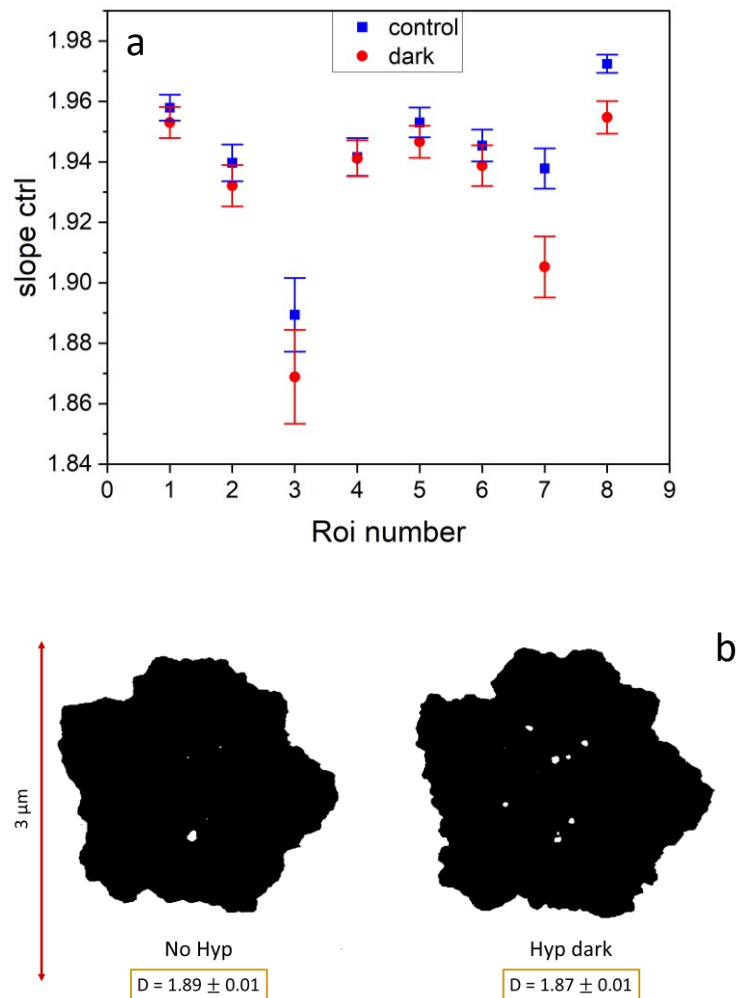 a
control
dark
1.98
1.96
1.94
1.92
1.90
1.88
1.86
1.84
slope ctrl
0 1 2 3 4 5 6 7 8 9
Roi number
b
3 μm
No Hyp Hyp dark
D = 1.89 ± 0.01 D = 1.87 ± 0.01